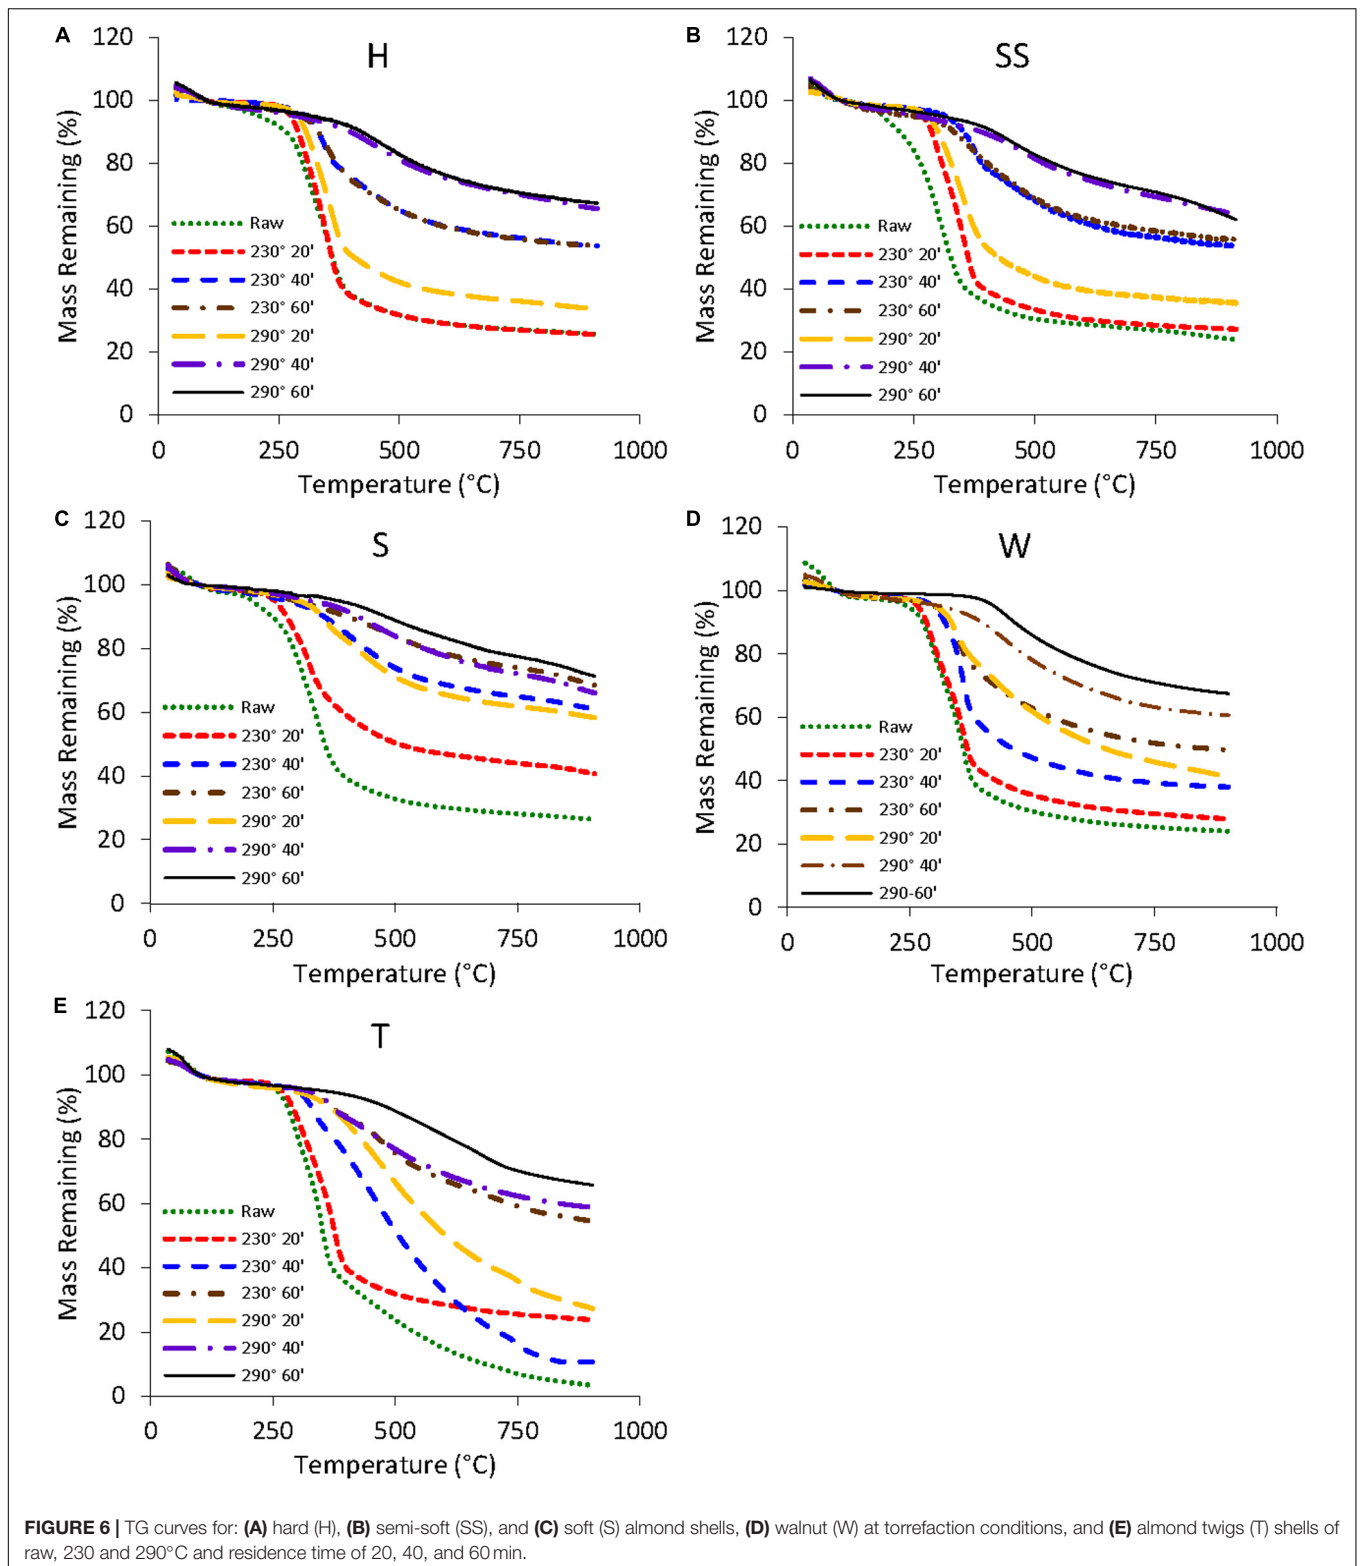 A
H
Mass Remaining (%)
120
100
80
60
40
20
0
Raw
230° 20'
230° 40'
230° 60'
290° 20'
290° 40'
290° 60'
0 250 500 750 1000
Temperature (°C)
B
SS
Mass Remaining (%)
120
100
80
60
40
20
0
Raw
230° 20'
230° 40'
230° 60'
290° 20'
290° 40'
290° 60'
0 250 500 750 1000
Temperature (°C)
C
S
Mass Remaining (%)
120
100
80
60
40
20
0
Raw
230° 20'
230° 40'
230° 60'
290° 20'
290° 40'
290° 60'
0 250 500 750 1000
Temperature (°C)
D
W
Mass Remaining (%)
120
100
80
60
40
20
0
Raw
230° 20'
230° 40'
230° 60'
290° 20'
290° 40'
290-60'
0 250 500 750 1000
Temperature (°C)
E
T
Mass Remaining (%)
120
100
80
60
40
20
0
Raw
230° 20'
230° 40'
230° 60'
290° 20'
290° 40'
290° 60'
0 250 500 750 1000
Temperature (°C)
FIGURE 6 | TG curves for: (A) hard (H), (B) semi-soft (SS), and (C) soft (S) almond shells, (D) walnut (W) at torrefaction conditions, and (E) almond twigs (T) shells of
raw, 230 and 290°C and residence time of 20, 40, and 60 min.